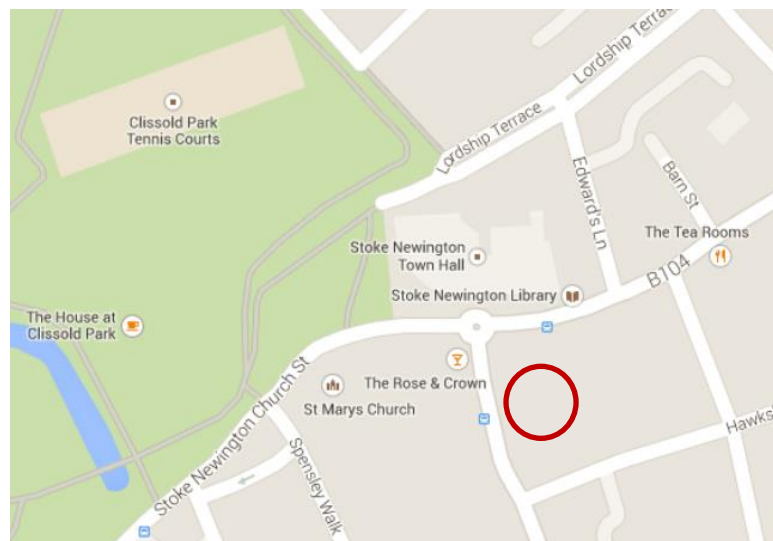 Lordship Terrace
Clissold Park
Tennis Courts
Lordship Terrace
Edward's Ln
Barn St
The Tea Rooms
Stoke Newington
Town Hall
B104
Stoke Newington Library
The House at
Clissold Park
The Rose & Crown
St Marys Church
Stoke Newington Church St
Spensley Walk
Hawks